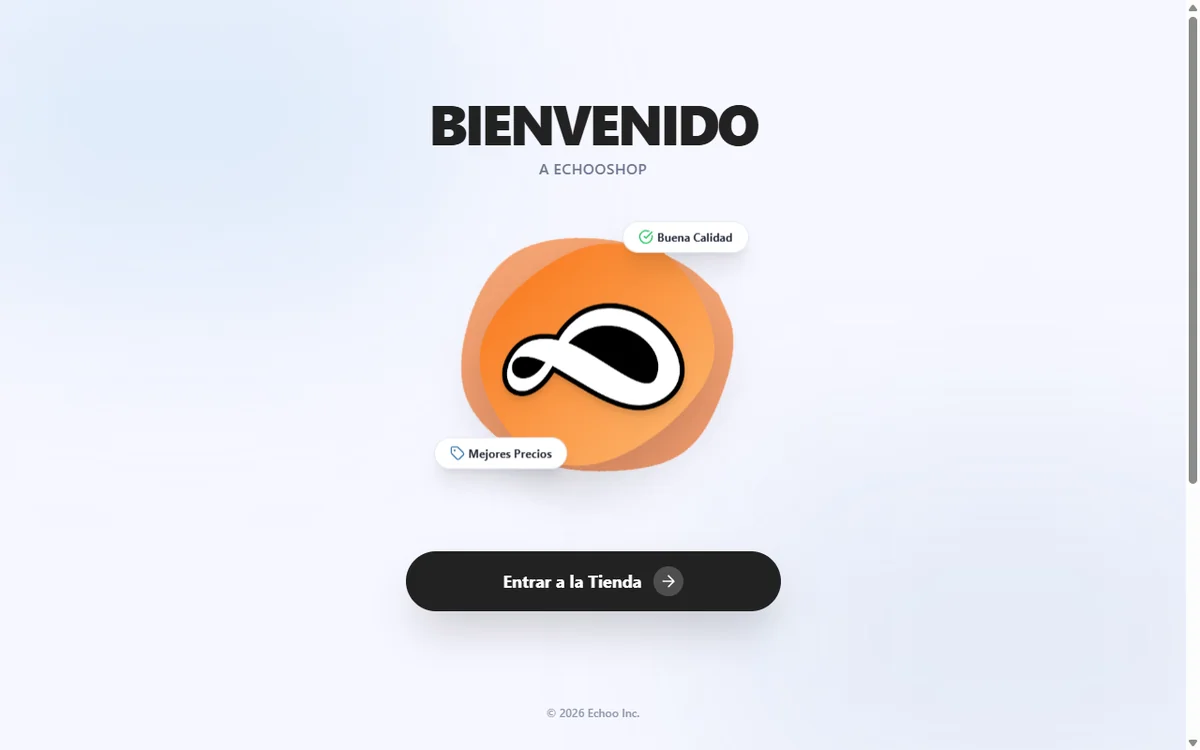 BIENVENIDO
A ECHOOSHOP
Buena Calidad
Mejores Precios
Entrar a la Tienda
© 2026 Echoo Inc.